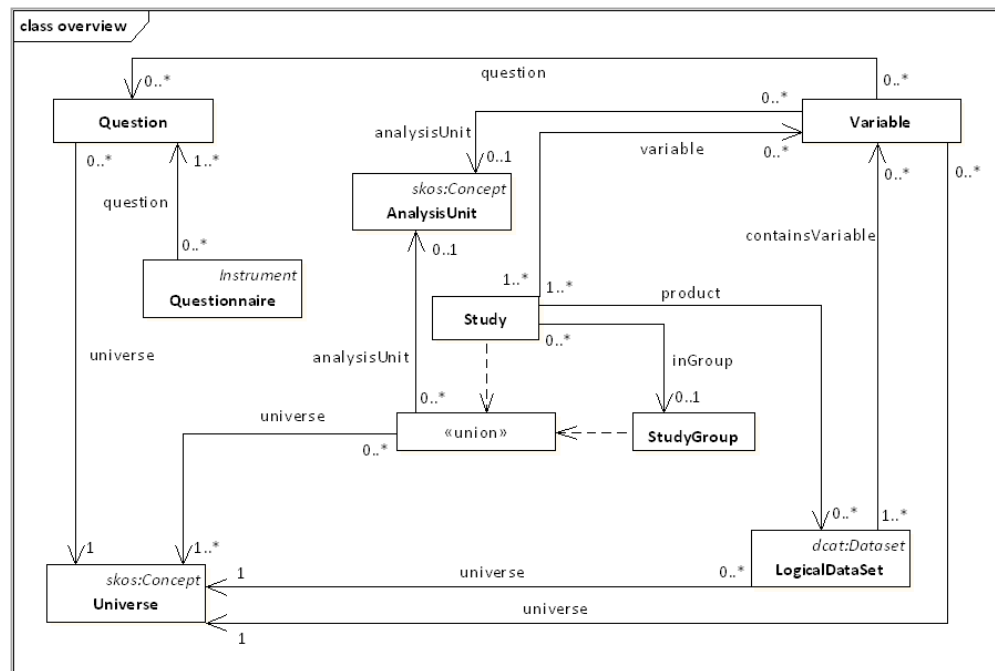 class overview
question
0..*
0..*
Question
Variable
0..*
analysisUnit
variable
0..*
0..*
1..*
0..1
0..*
0..*
question
skos:Concept
AnalysisUnit
containsVariable
0..*
0..1
Instrument
Questionnaire
1..*
1..*
product
Study
0..*
universe
analysisUnit
inGroup
0..*
0..1
universe
«union»
StudyGroup
0..*
1
1..*
0..*
1..*
skos:Concept
Universe
1
universe
0..*
dcat:Dataset
LogicalDataSet
universe
1